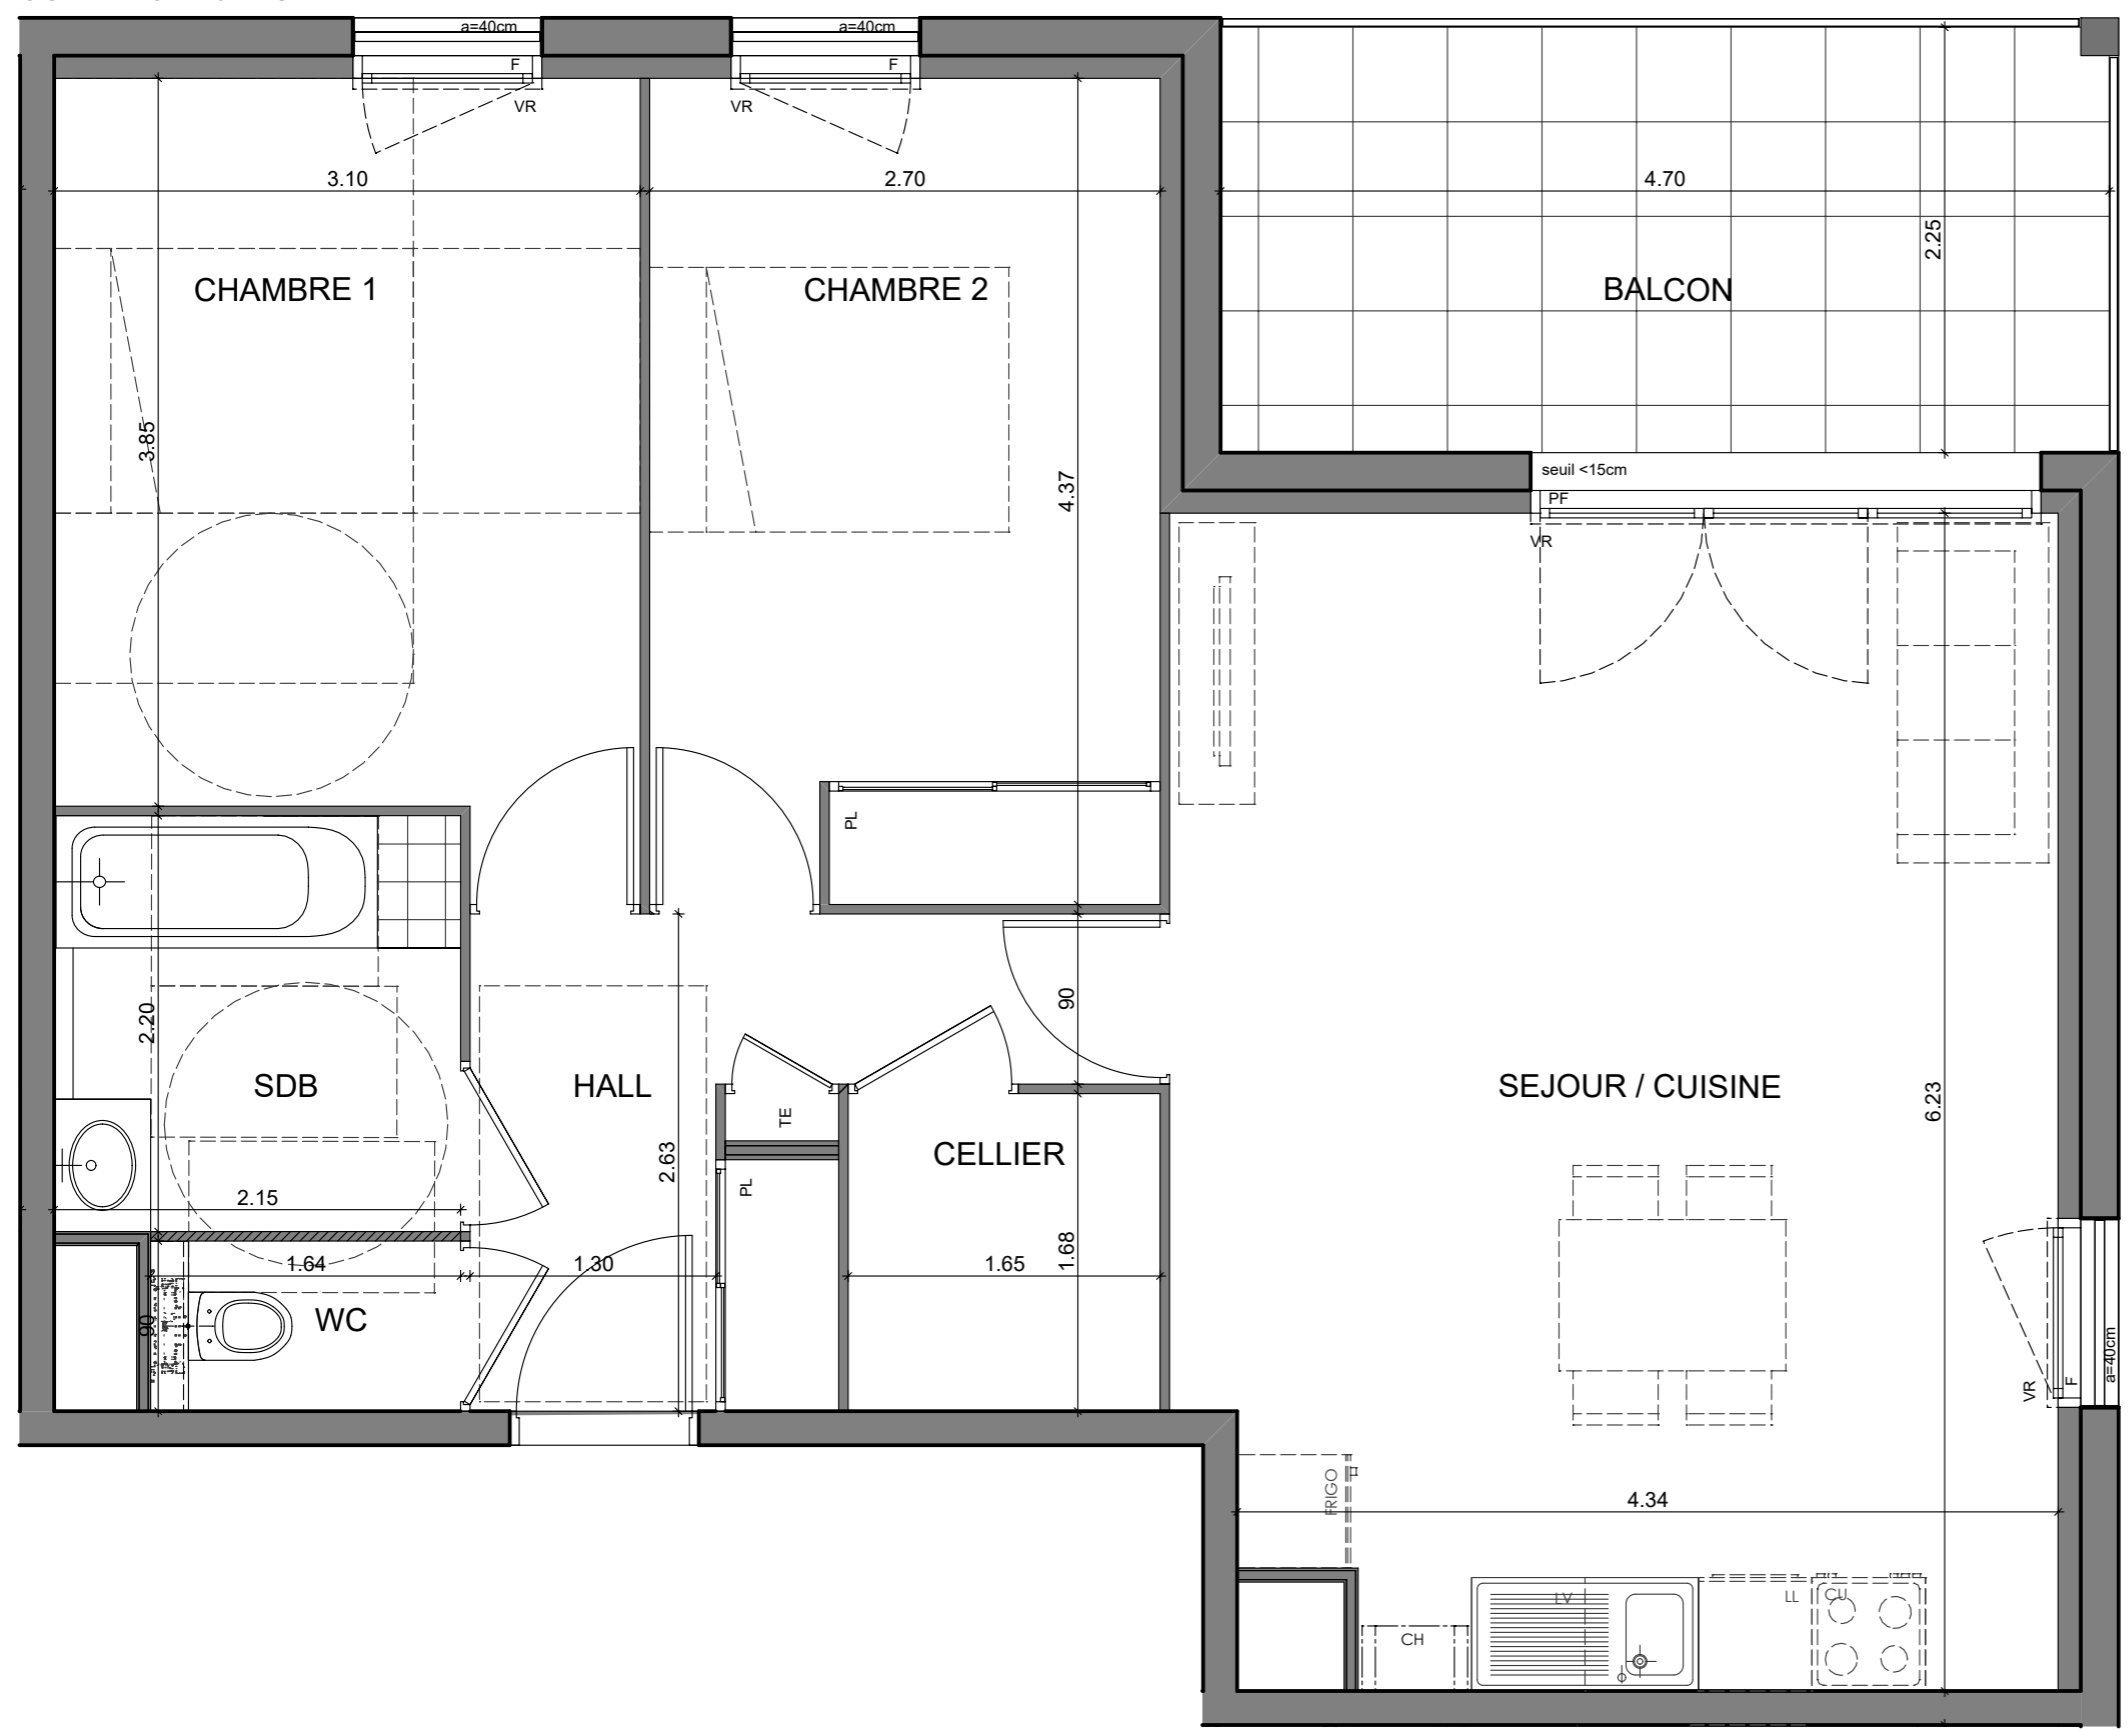 a=40cm
a=40cm
F
F
VR
VR
3.10
2.70
4.70
2.25
CHAMBRE 1
CHAMBRE 2
BALCON
3.85
4.37
seuil <15cm
PF
VR
PL
2.20
90
SDB
HALL
TE
SEJOUR / CUISINE
6.23
CELLIER
2.63
PL
2.15
1.64
1.30
1.65
1.68
90
WC
a=40cm
F
VR
FRIGO
4.34
LV
LL
CU
CH